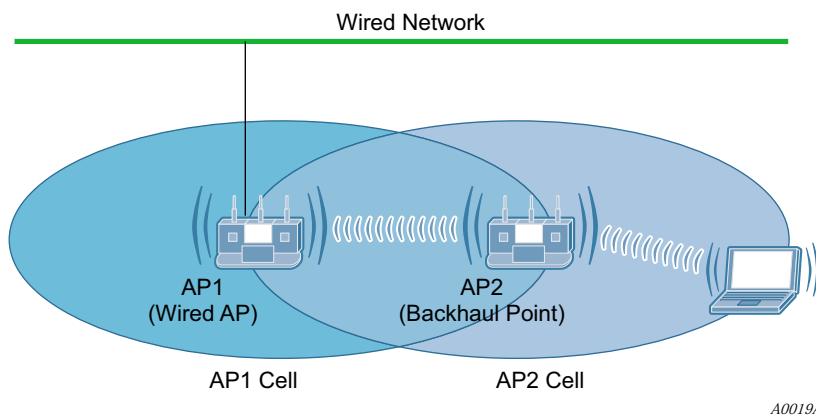 Wired Network
AP1
(Wired AP)
AP2
(Backhaul Point)
AP1 Cell
AP2 Cell